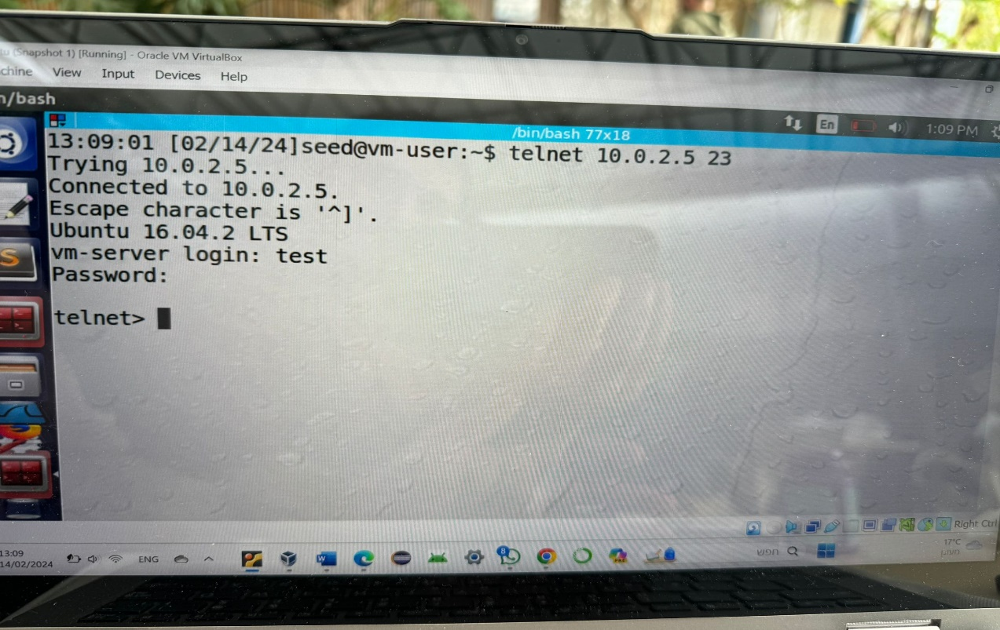 (Snapshot 1) [Running] - Oracle VM VirtualBox
chine View Input Devices Help
n/bash
En 1:09 PM
/bin/bash 77x18
13:09:01 [02/14/24]seed@vm-user:~$ telnet 10.0.2.5 23
Trying 10.0.2.5...
Connected to 10.0.2.5.
Escape character is '^]'.
Ubuntu 16.04.2 LTS
vm-server login: test
Password:
telnet>
Right Ctrl
13:09
14/02/2024
ENG
W
8
PRE
חפש
17°C
מעונן